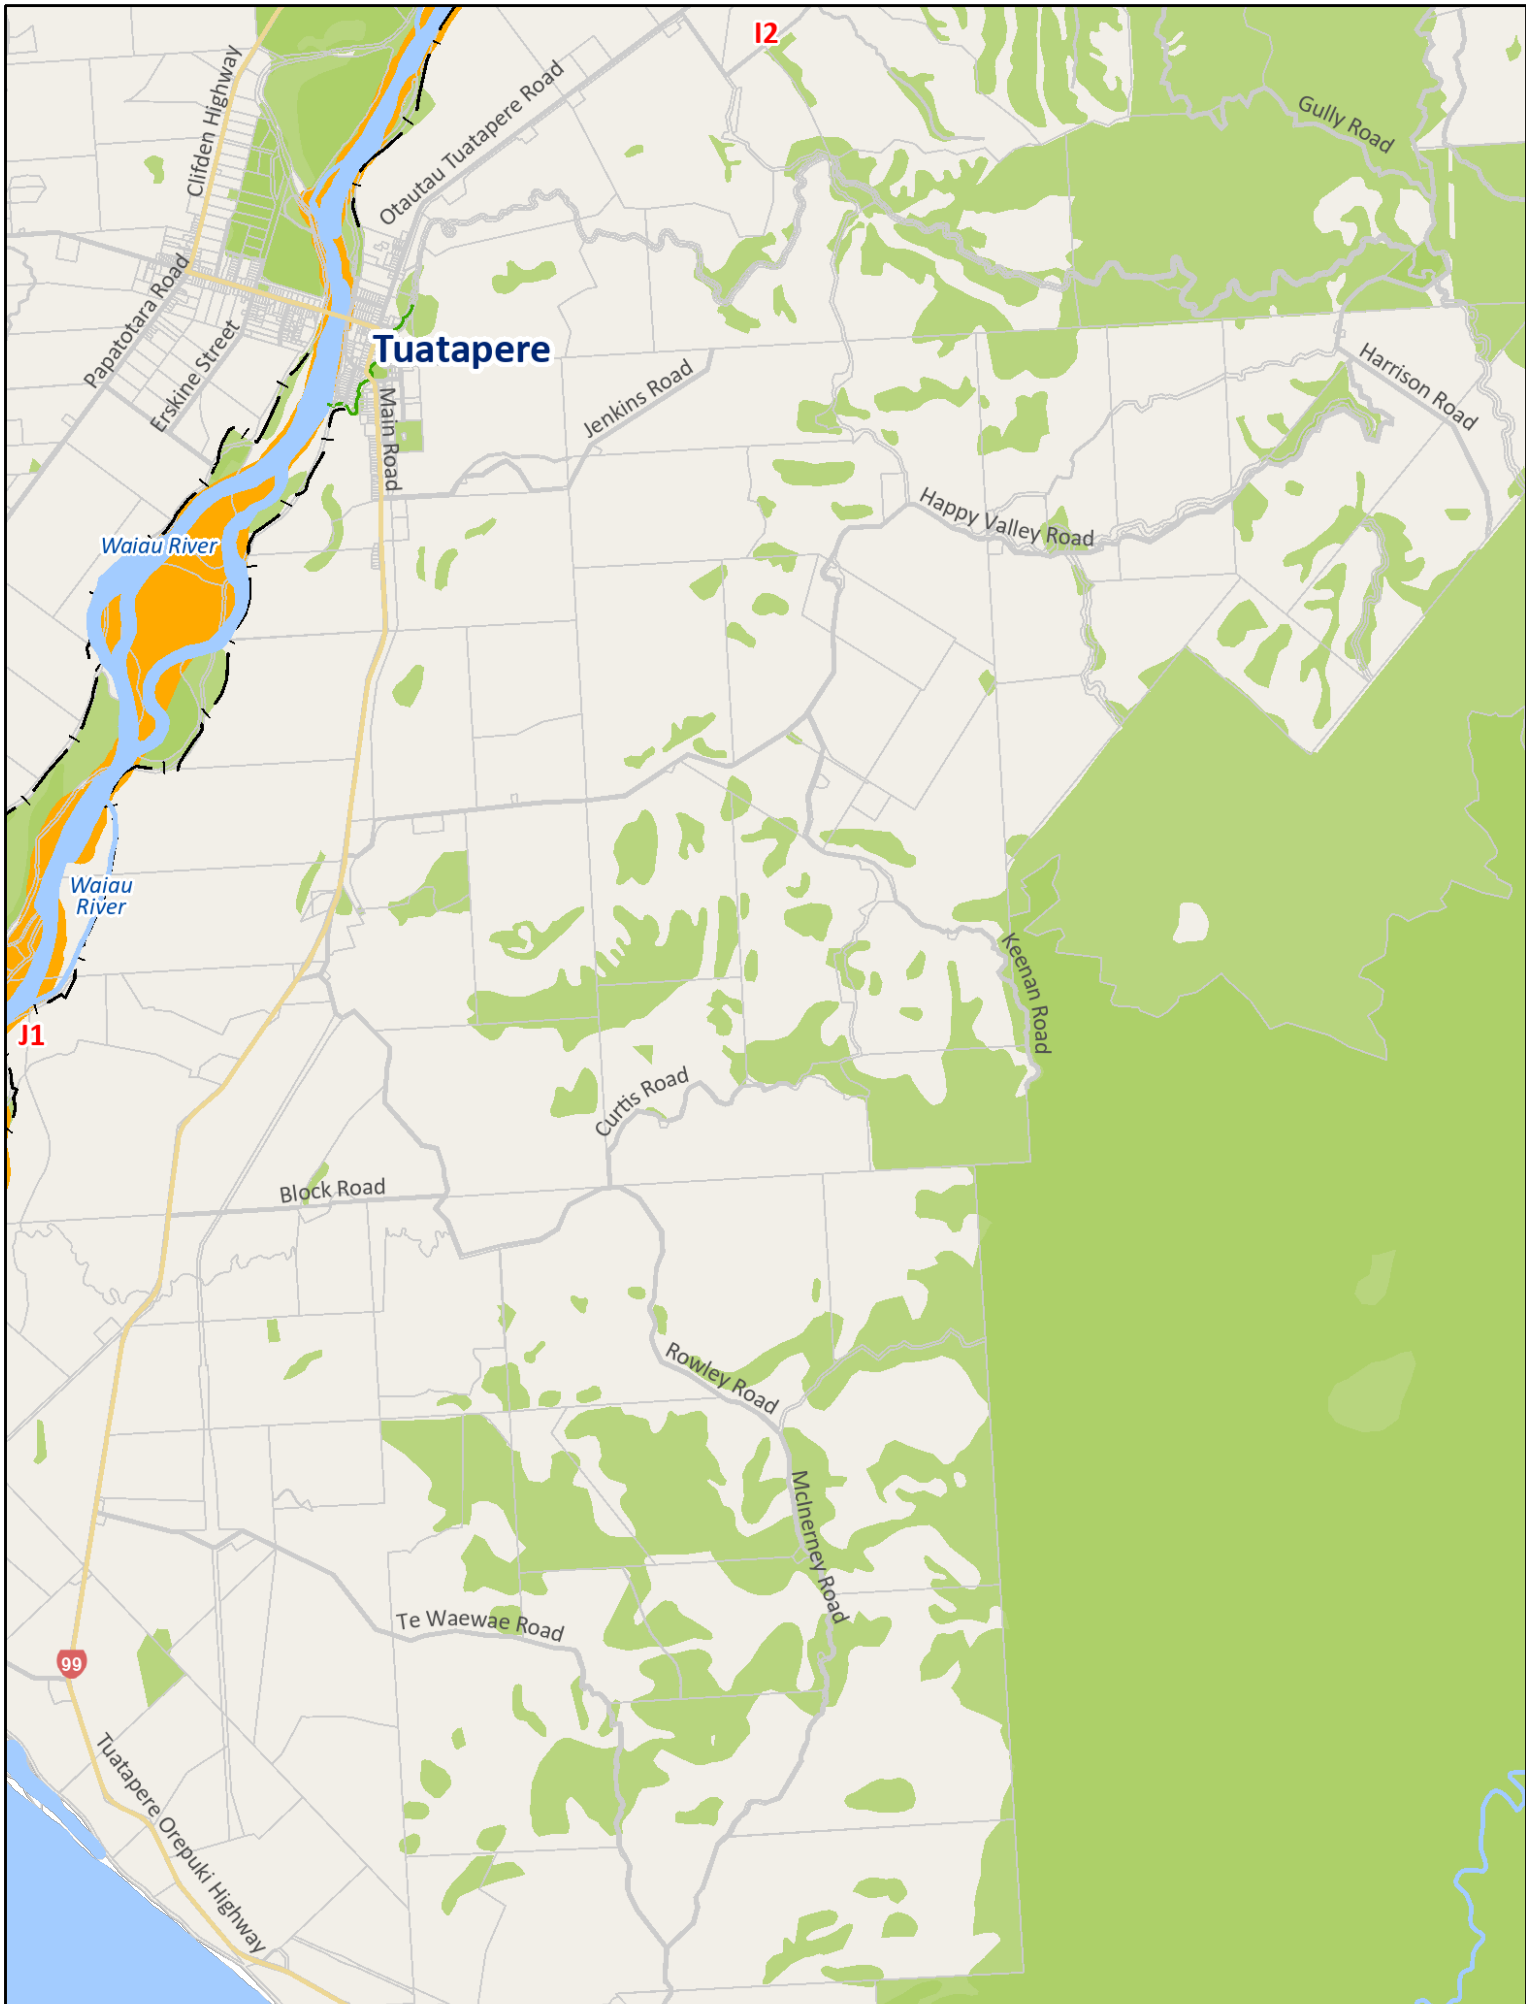 I2
Clifden Highway
Otautau Tuatapere Road
Gully Road
Papatotara Road
Erskine Street
Tuatapere
Main Road
Jenkins Road
Harrison Road
Happy Valley Road
Waiau River
Waiau
River
Keenan Road
J1
Curtis Road
Block Road
Rowley Road
McInerney Road
Te Waewae Road
99
Tuatapere Orepuki Highway